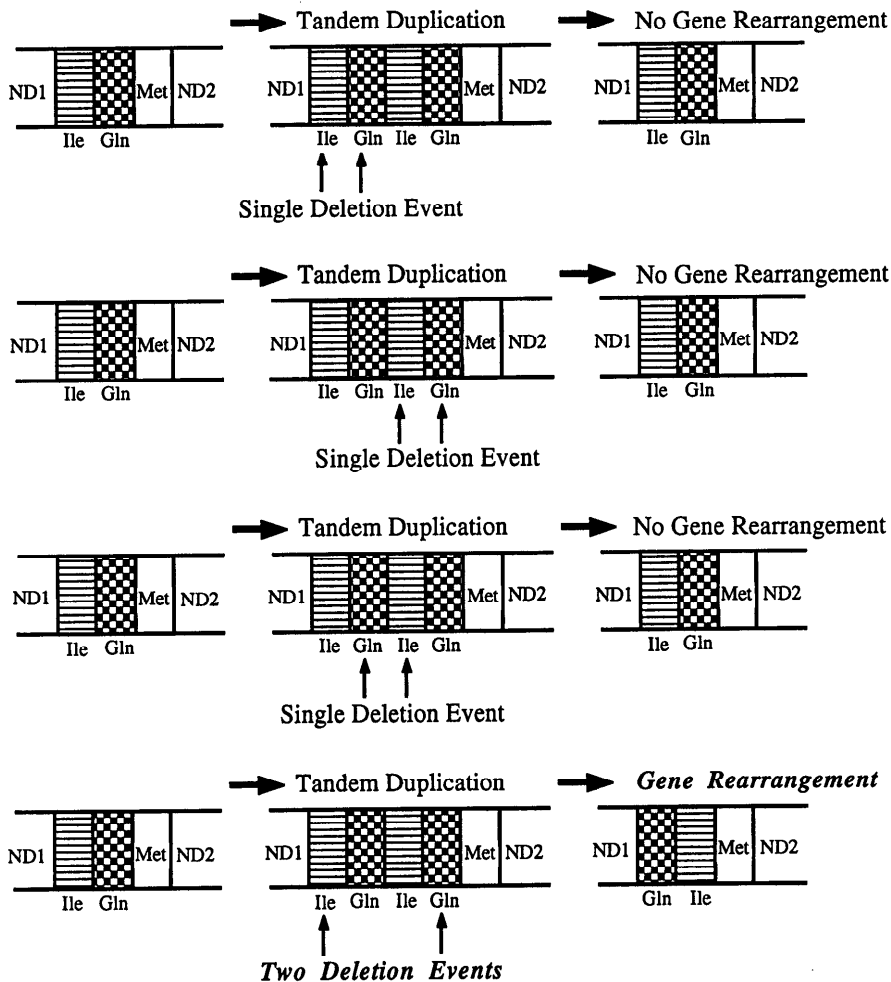 Tandem Duplication No Gene Rearrangement
ND1 Met ND2 ND1 Met ND2 ND1 Met ND2
Ile Gln Ile Gln Ile Gln Ile Gln
Single Deletion Event
Tandem Duplication No Gene Rearrangement
ND1 Met ND2 ND1 Met ND2 ND1 Met ND2
Ile Gln Ile Gln Ile Gln Ile Gln
Single Deletion Event
Tandem Duplication No Gene Rearrangement
ND1 Met ND2 ND1 Met ND2 ND1 Met ND2
Ile Gln Ile Gln Ile Gln Ile Gln
Single Deletion Event
Tandem Duplication Gene Rearrangement
ND1 Met ND2 ND1 Met ND2 ND1 Met ND2
Ile Gln Ile Gln Ile Gln Gln Ile
Two Deletion Events